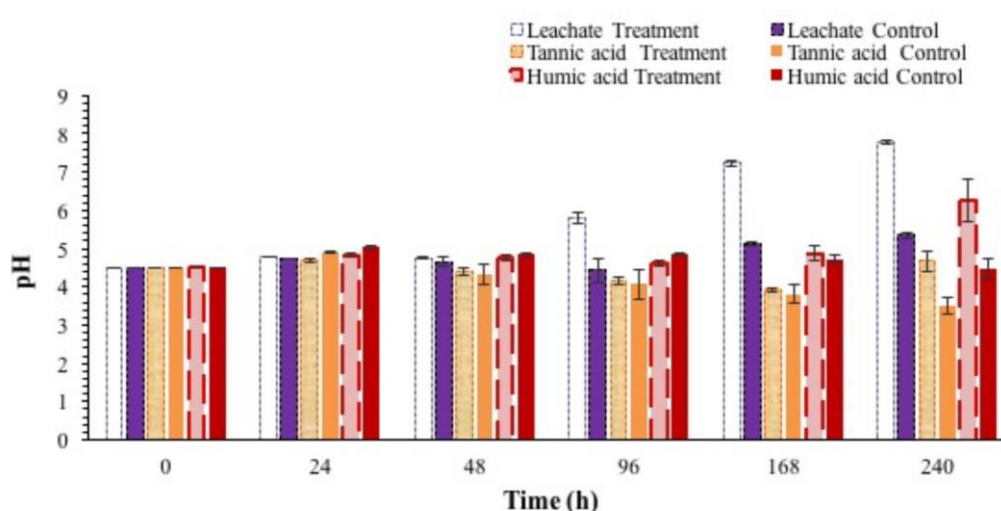 Leachate Treatment Leachate Control
Tannic acid Treatment Tannic acid Control
Humic acid Treatment Humic acid Control
9
8
7
6
5
4
3
2
1
0
pH
0 24 48 96 168 240
Time (h)